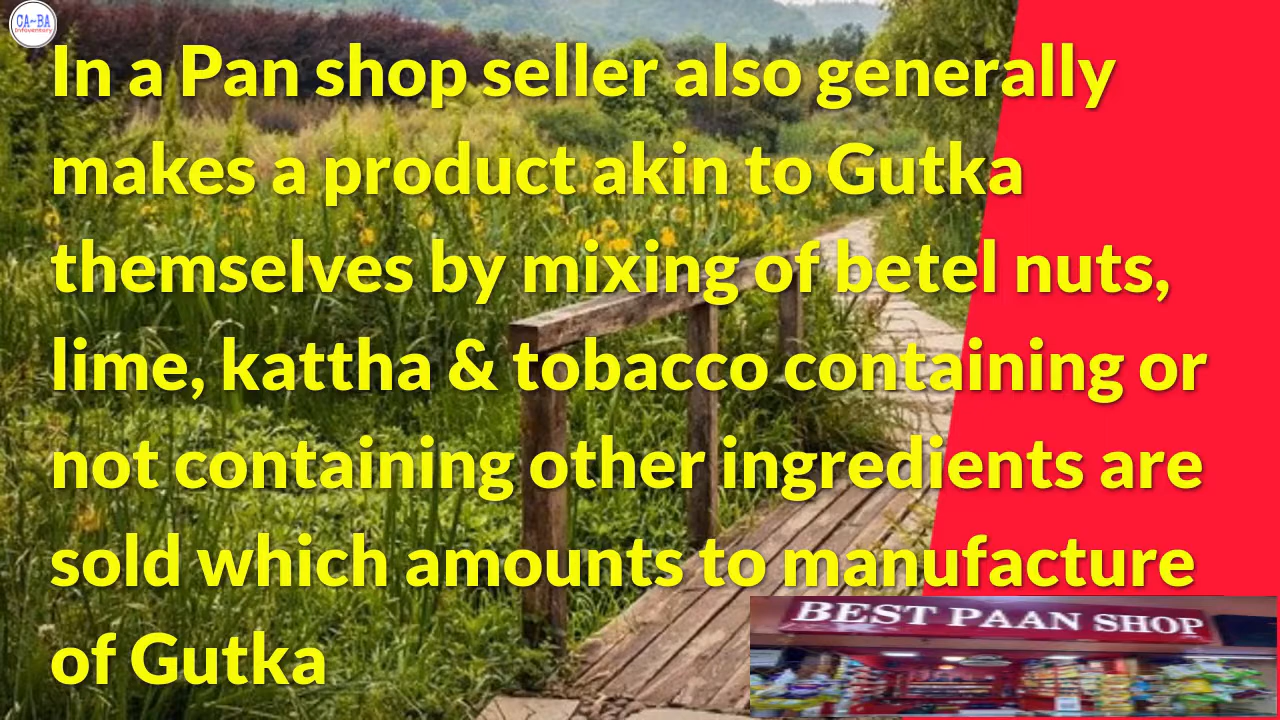 CA~BA
Infoventory
In a Pan shop seller also generally
makes a product akin to Gutka
themselves by mixing of betel nuts,
lime, kattha & tobacco containing or
not containing other ingredients are
sold which amounts to manufacture
of Gutka
BEST PAAN SHOP